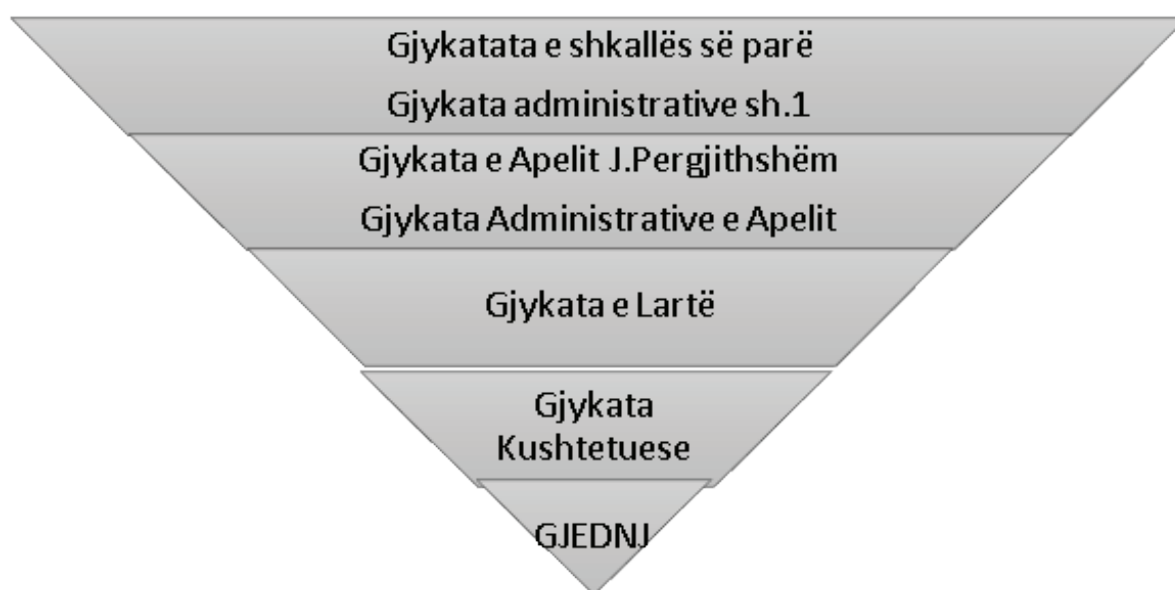 Gjykatata e shkallës së parë
Gjykata administrative sh.1
Gjykata e Apelit J.Pergjithshëm
Gjykata Administrative e Apelit
Gjykata e Lartë
Gjykata
Kushtetuese
GJEDNJ